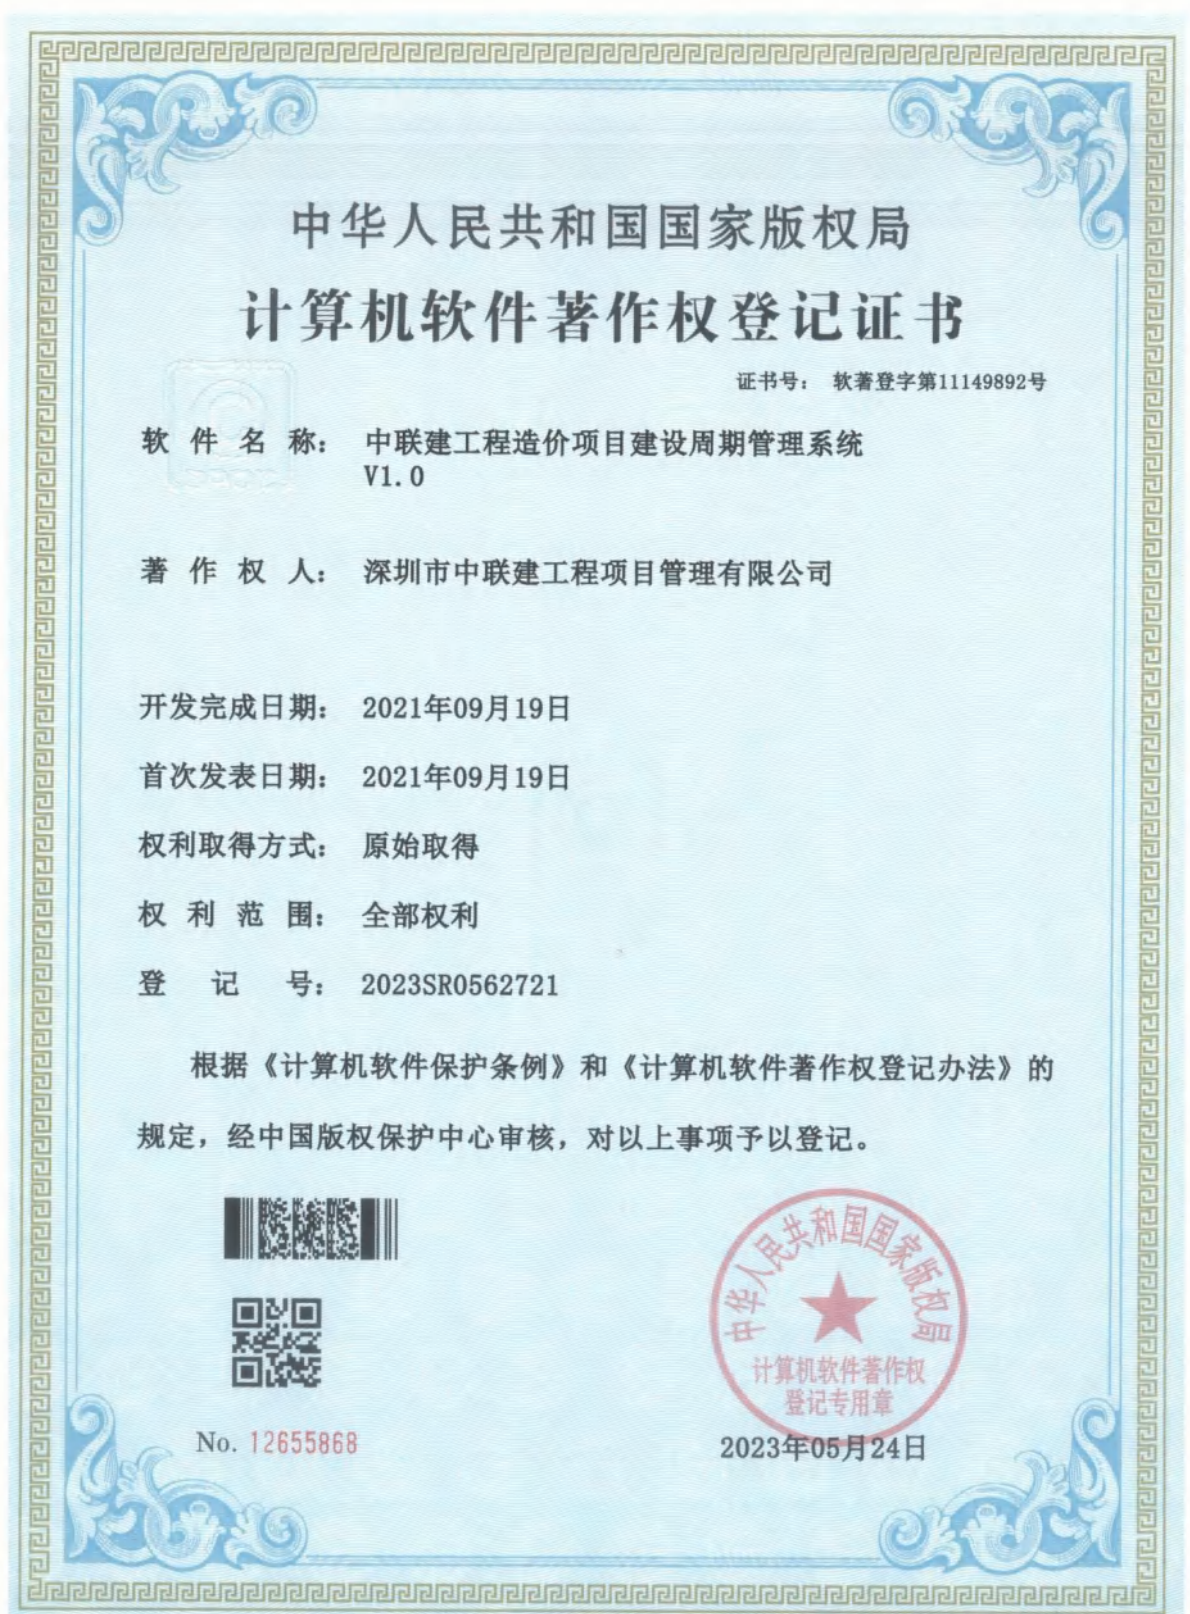 中华人民共和国国家版权局
计算机软件著作权登记证书
证书号： 软著登字第11149892号
软件名称： 中联建工程造价项目建设周期管理系统
V1.0
著作权人： 深圳市中联建工程项目管理有限公司
开发完成日期： 2021年09月19日
首次发表日期： 2021年09月19日
权利取得方式： 原始取得
权利范围： 全部权利
登记号： 2023SR0562721
根据《计算机软件保护条例》和《计算机软件著作权登记办法》的
规定，经中国版权保护中心审核，对以上事项予以登记。
中华人民共和国国家版权局
计算机软件著作权
登记专用章
No. 12655868
2023年05月24日